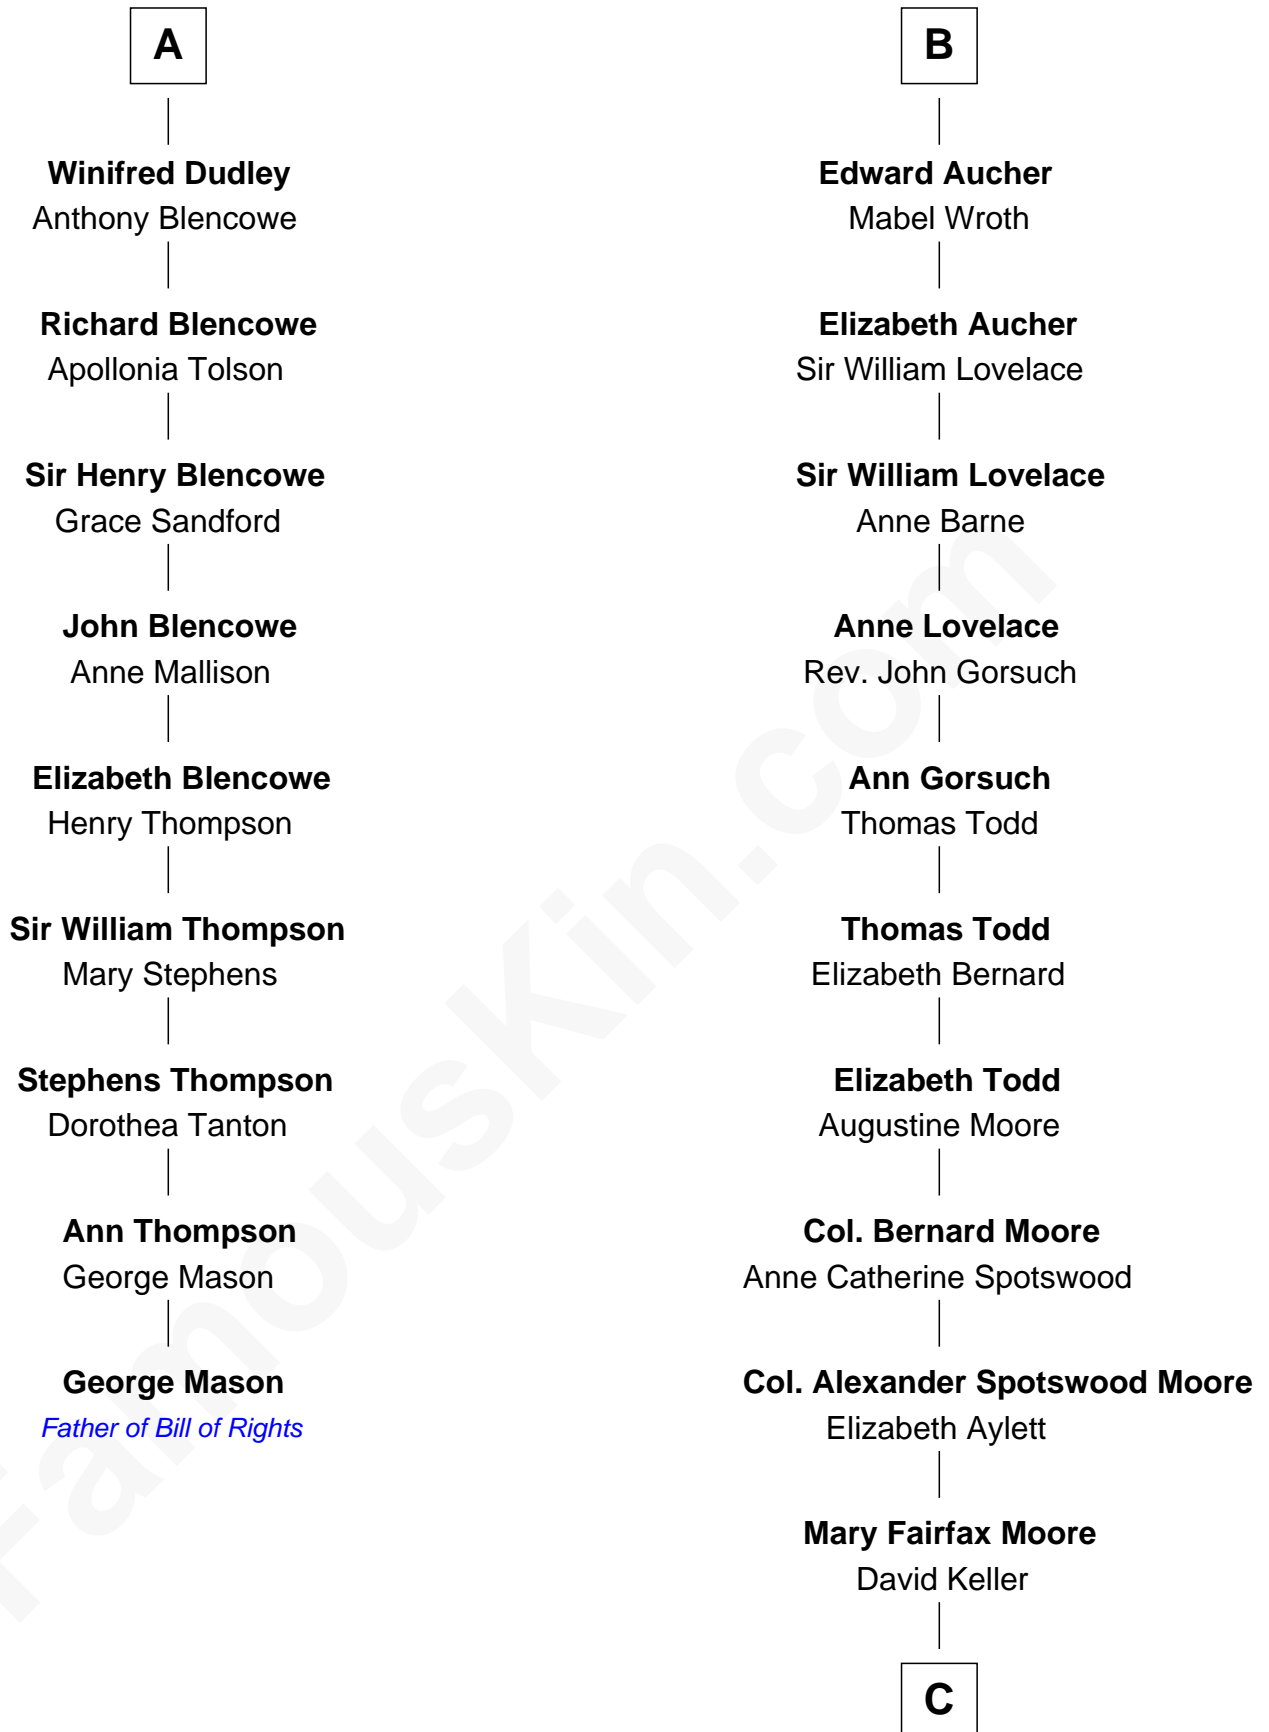 A
Winifred Dudley
Anthony Blencowe
Richard Blencowe
Apollonia Tolson
Sir Henry Blencowe
Grace Sandford
John Blencowe
Anne Mallison
Elizabeth Blencowe
Henry Thompson
Sir William Thompson
Mary Stephens
Stephens Thompson
Dorothea Tanton
Ann Thompson
George Mason
George Mason
Father of Bill of Rights
B
Edward Aucher
Mabel Wroth
Elizabeth Aucher
Sir William Lovelace
Sir William Lovelace
Anne Barne
Anne Lovelace
Rev. John Gorsuch
Ann Gorsuch
Thomas Todd
Thomas Todd
Elizabeth Bernard
Elizabeth Todd
Augustine Moore
Col. Bernard Moore
Anne Catherine Spotswood
Col. Alexander Spotswood Moore
Elizabeth Aylett
Mary Fairfax Moore
David Keller
C
FamousKin.com